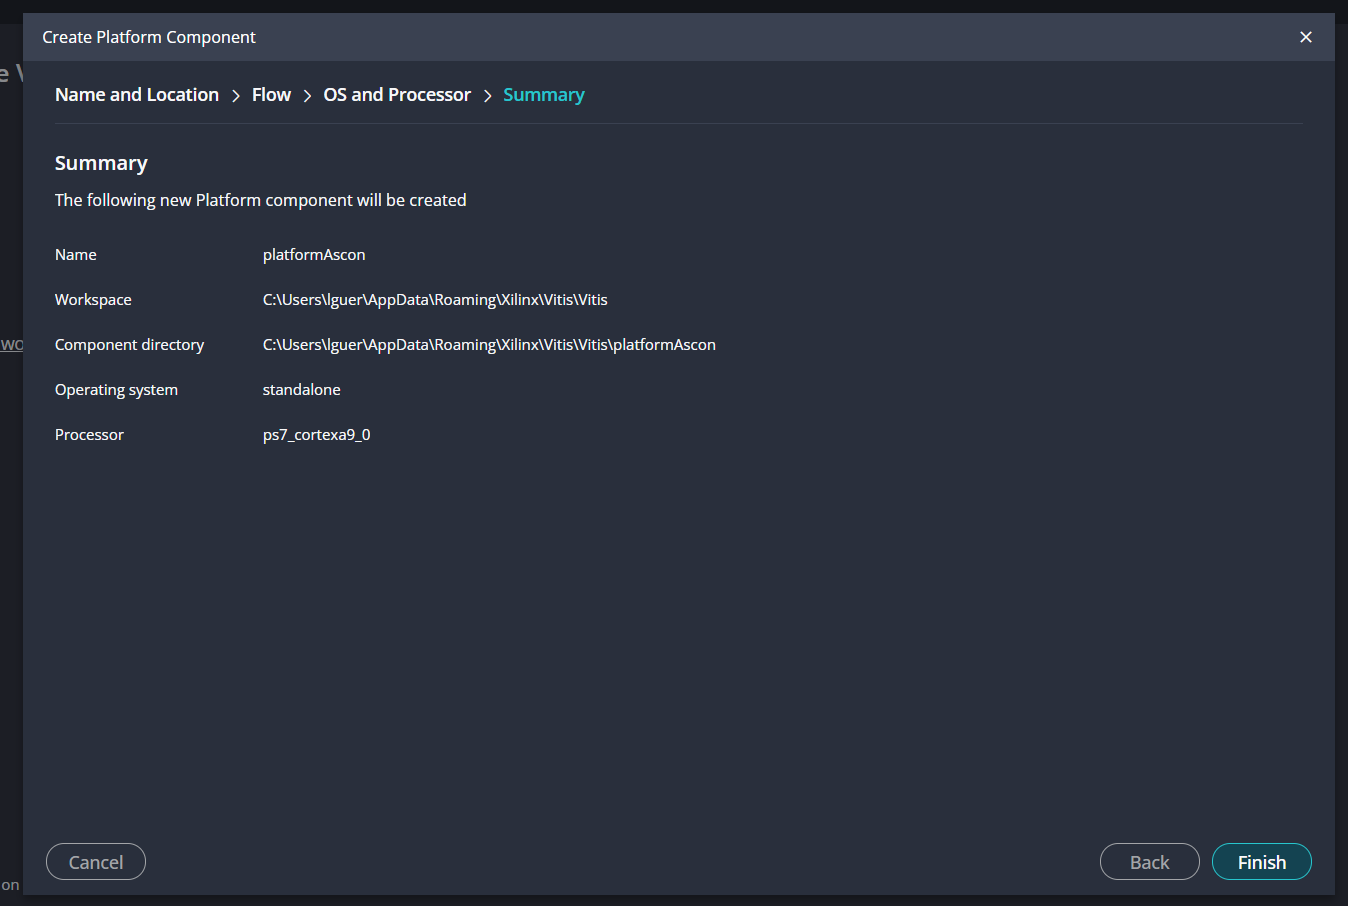 Create Platform Component
Name and Location > Flow > OS and Processor > Summary
Summary
The following new Platform component will be created
Name platformAscon
Workspace C:\Users\lguer\AppData\Roaming\Xilinx\Vitis\Vitis
Component directory C:\Users\lguer\AppData\Roaming\Xilinx\Vitis\Vitis\platformAscon
Operating system standalone
Processor ps7_cortexa9_0
on
Cancel Back Finish